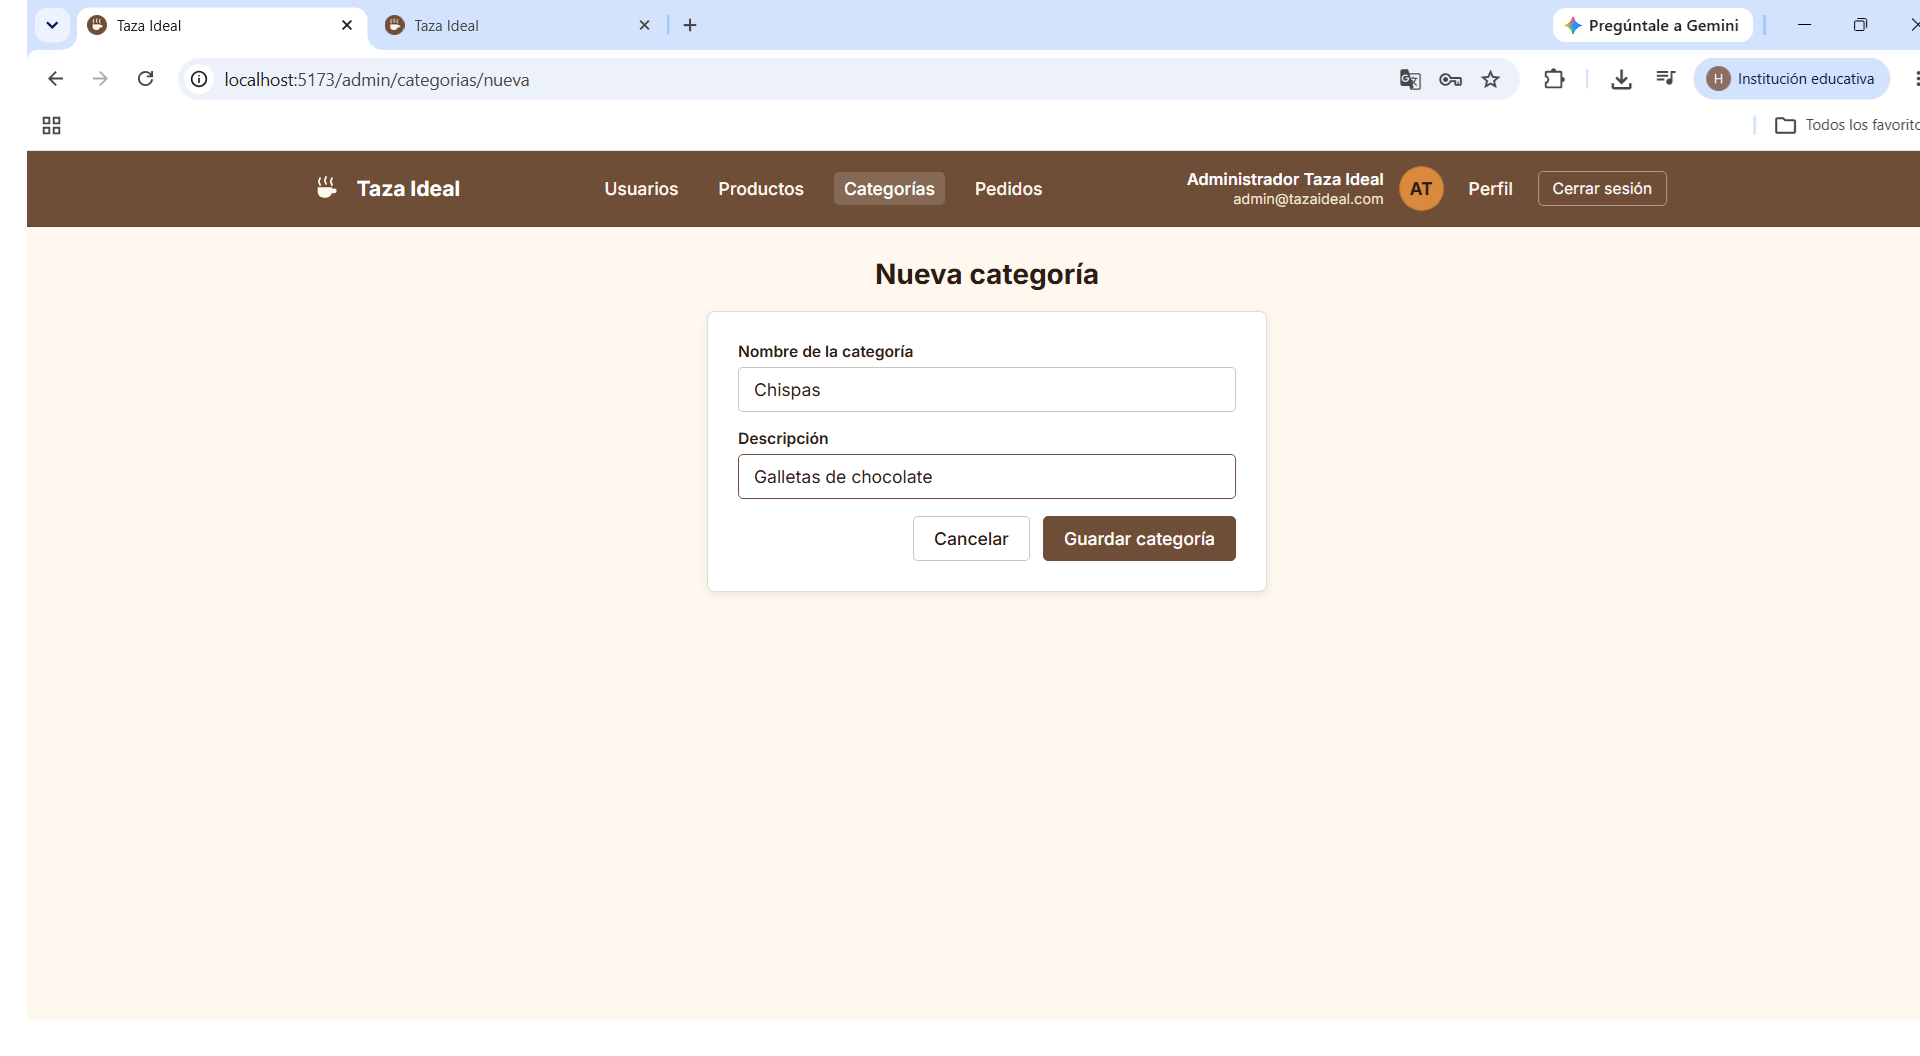 Taza Ideal
Taza Ideal
Pregúntale a Gemini
localhost:5173/admin/categorias/nueva
H
Institución educativa
Todos los favorito
Taza Ideal
Usuarios
Productos
Categorías
Pedidos
Administrador Taza Ideal
admin@tazaideal.com
AT
Perfil
Cerrar sesión
Nueva categoría
Nombre de la categoría
Chispas
Descripción
Galletas de chocolate
Cancelar
Guardar categoría